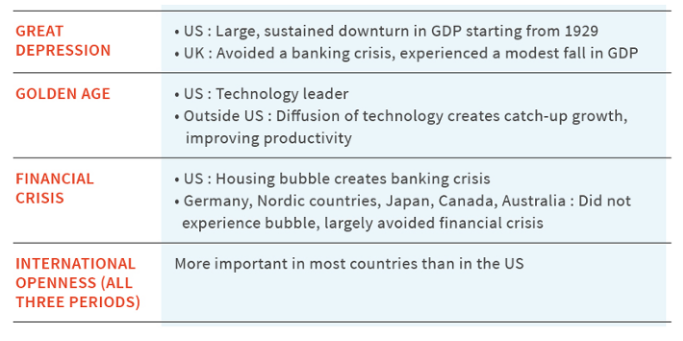 GREAT
DEPRESSION
• US : Large, sustained downturn in GDP starting from 1929
• UK : Avoided a banking crisis, experienced a modest fall in GDP
GOLDEN AGE
• US : Technology leader
• Outside US : Diffusion of technology creates catch-up growth,
improving productivity
FINANCIAL
CRISIS
• US : Housing bubble creates banking crisis
• Germany, Nordic countries, Japan, Canada, Australia : Did not
experience bubble, largely avoided financial crisis
INTERNATIONAL
OPENNESS (ALL
THREE PERIODS)
More important in most countries than in the US